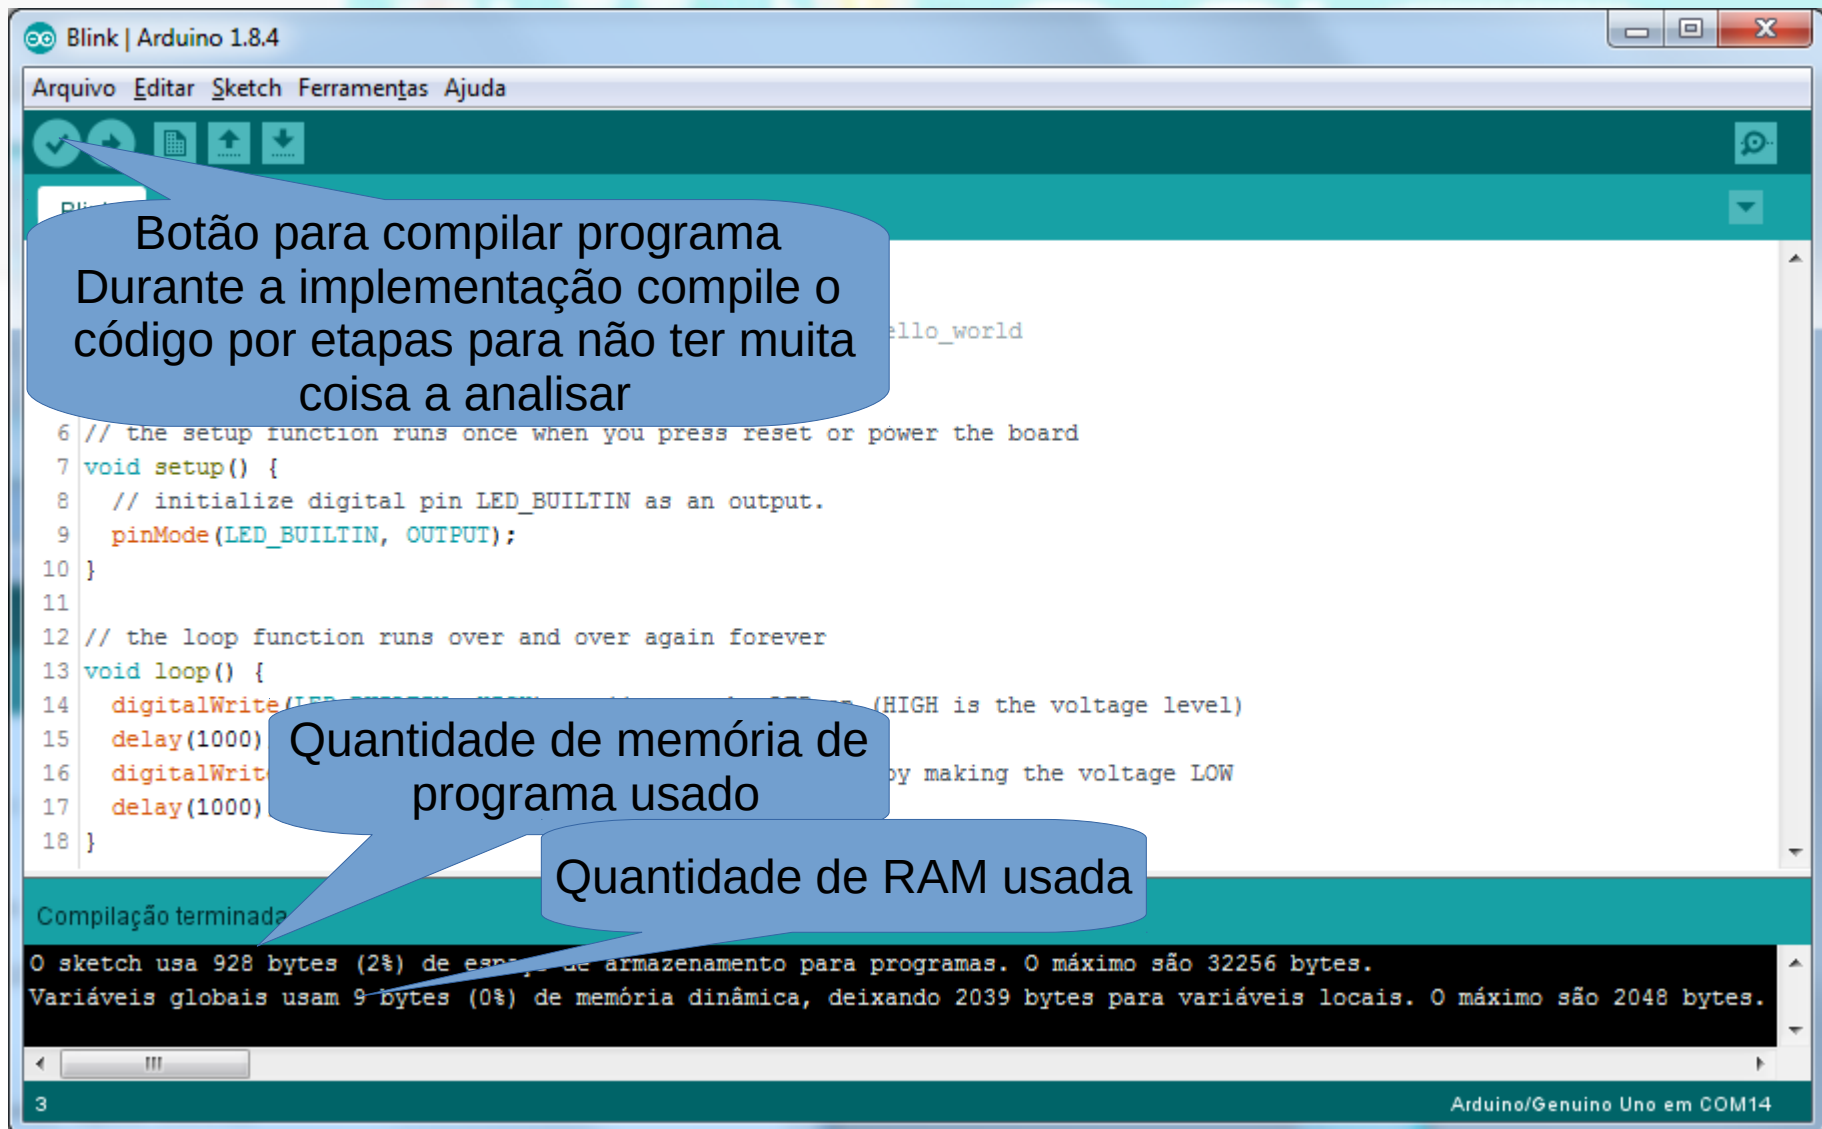 Blink | Arduino 1.8.4
Arquivo Editar Sketch Ferramentas Ajuda
Botão para compilar programa
Durante a implementação compile o
código por etapas para não ter muita
coisa a analisar
ello_world
6 // the setup function runs once when you press reset or power the board
7 void setup() {
8 // initialize digital pin LED_BUILTIN as an output.
9 pinMode(LED_BUILTIN, OUTPUT);
10 }
11
12 // the loop function runs over and over again forever
13 void loop() {
14 digitalWrite( (HIGH is the voltage level)
15 delay(1000)
16 digitalWrite by making the voltage LOW
17 delay(1000)
18 }
Quantidade de memória de
programa usado
Quantidade de RAM usada
Compilação terminada
O sketch usa 928 bytes (2%) de espaço de armazenamento para programas. O máximo são 32256 bytes.
Variáveis globais usam 9 bytes (0%) de memória dinâmica, deixando 2039 bytes para variáveis locais. O máximo são 2048 bytes.
3
Arduino/Genuino Uno em COM14